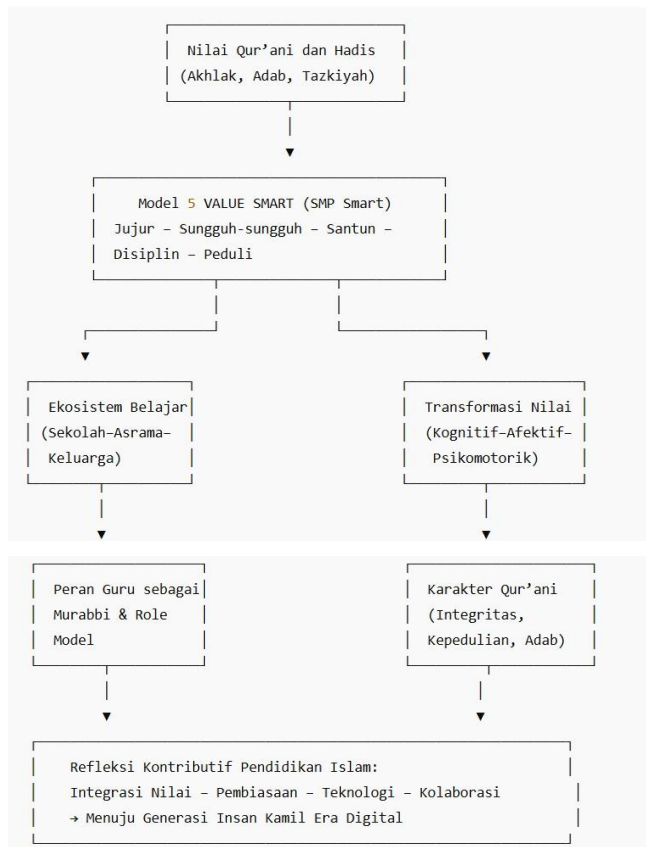 Nilai Qur’ani dan Hadis
(Akhlak, Adab, Tazkiyah)
Model 5 VALUE SMART (SMP Smart)
Jujur – Sungguh-sungguh – Santun –
Disiplin – Peduli
Ekosistem Belajar
(Sekolah–Asrama–
Keluarga)
Transformasi Nilai
(Kognitif–Afektif–
Psikomotorik)
Peran Guru sebagai
Murabbi & Role
Model
Karakter Qur’ani
(Integritas,
Kepedulian, Adab)
Refleksi Kontributif Pendidikan Islam:
Integrasi Nilai – Pembiasaan – Teknologi – Kolaborasi
→ Menuju Generasi Insan Kamil Era Digital